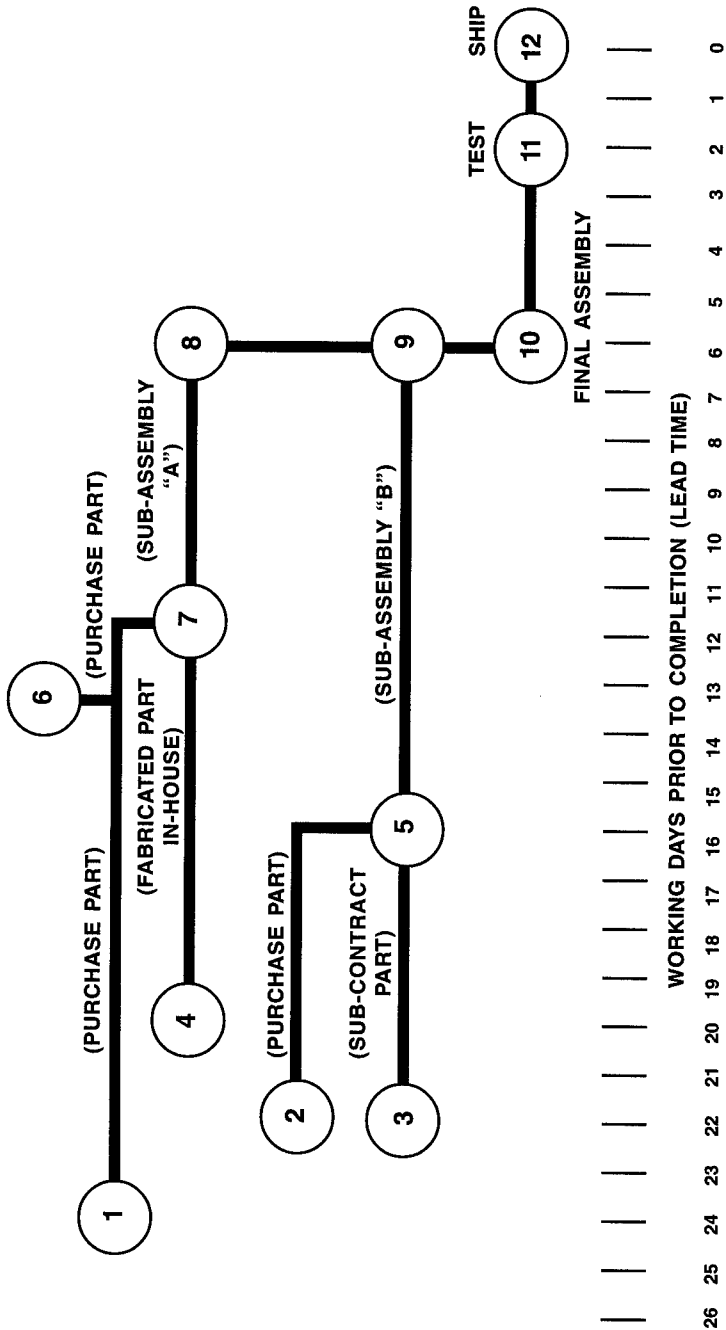 6
(PURCHASE PART)
(PURCHASE PART)
1
(FABRICATED PART
IN-HOUSE)
(SUB-ASSEMBLY
“A”)
4
7
8
(PURCHASE PART)
2
(SUB-CONTRACT
PART)
(SUB-ASSEMBLY “B”)
3
5
9
TEST
SHIP
10
11
12
FINAL ASSEMBLY
WORKING DAYS PRIOR TO COMPLETION (LEAD TIME)
26 25 24 23 22 21 20 19 18 17 16 15 14 13 12 11 10 9 8 7 6 5 4 3 2 1 0